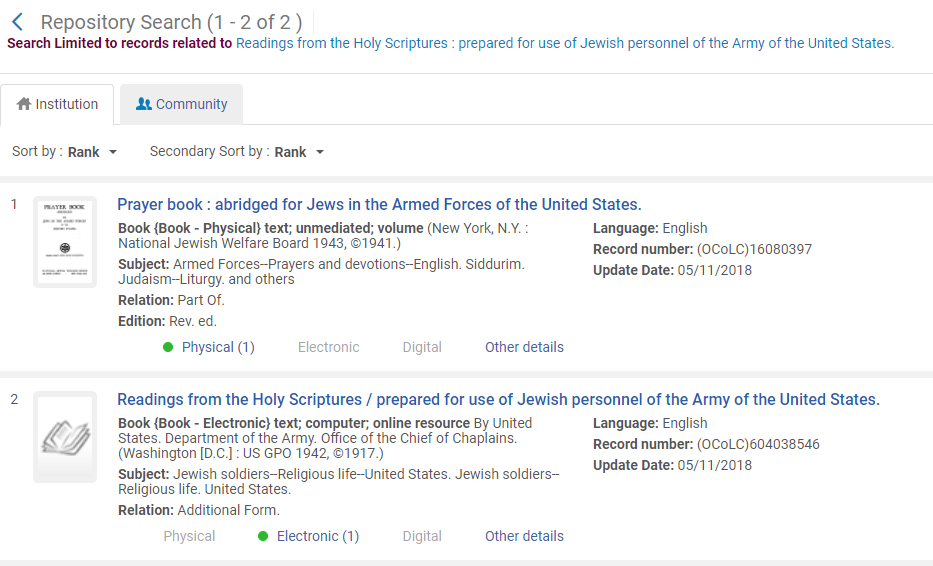 Repository Search (1 - 2 of 2 )
Search Limited to records related to Readings from the Holy Scriptures : prepared for use of Jewish personnel of the Army of the United States.
Institution
Community
Sort by : Rank
Secondary Sort by : Rank
1
PRAYER BOOK
Prayer book : abridged for Jews in the Armed Forces of the United States.
Book {Book - Physical} text; unmediated; volume (New York, N.Y. :
National Jewish Welfare Board 1943, ©1941.)
Subject: Armed Forces--Prayers and devotions--English. Siddurim.
Judaism--Liturgy. and others
Relation: Part Of.
Edition: Rev. ed.
Language: English
Record number: (OCoLC)16080397
Update Date: 05/11/2018
Physical (1)
Electronic
Digital
Other details
2
Readings from the Holy Scriptures / prepared for use of Jewish personnel of the Army of the United States.
Book {Book - Electronic} text; computer; online resource By United
States. Department of the Army. Office of the Chief of Chaplains.
(Washington [D.C.] : US GPO 1942, ©1917.)
Subject: Jewish soldiers--Religious life--United States. Jewish soldiers--
Religious life. United States.
Relation: Additional Form.
Language: English
Record number: (OCoLC)604038546
Update Date: 05/11/2018
Physical
Electronic (1)
Digital
Other details